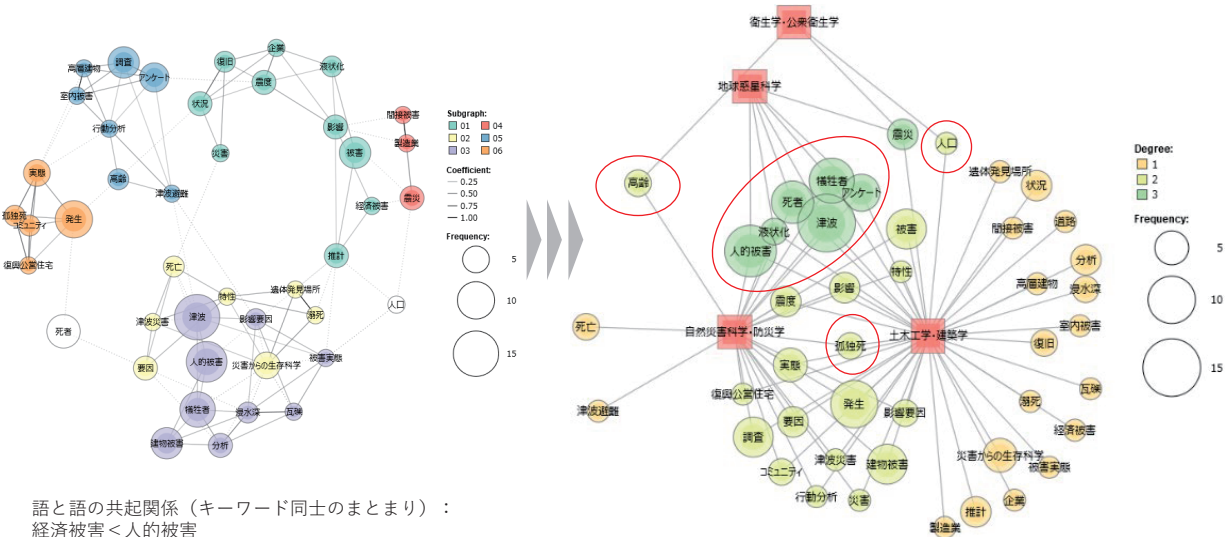 高層建物
調査
アンケート
室内被害
行動分析
高齢
津波避難
復旧
企業
震度
液状化
状況
影響
災害
被害
経済被害
推計
間接被害
製造業
震災
実態
孤独死
コミュニティ
発生
復興公営住宅
死者
死亡
特性
遺体発見場所
津波災害
津波
影響要因
溺死
人口
要因
人的被害
災害からの生存科学
被害実態
犠牲者
浸水深
瓦礫
建物被害
分析
Subgraph:
01 04
02 05
03 06
Coefficient:
0.25
0.50
0.75
1.00
Frequency:
5
10
15
語と語の共起関係（キーワード同士のまとまり）：
経済被害＜人的被害
衛生学・公衆衛生学
地球惑星科学
震災
人口
高齢
犠牲者
アンケート
死者
津波
液状化
人的被害
遺体発見場所
状況
間接被害
道路
被害
分析
特性
高層建物
浸水深
影響
震度
死亡
自然災害科学・防災学
孤独死
土木工学・建築学
室内被害
復旧
実態
復興公営住宅
発生
瓦礫
津波避難
要因
影響要因
溺死
調査
経済被害
コミュニティ
津波災害
建物被害
災害からの生存科学
被害実態
行動分析
災害
企業
推計
製造業
Degree:
1
2
3
Frequency:
5
10
15